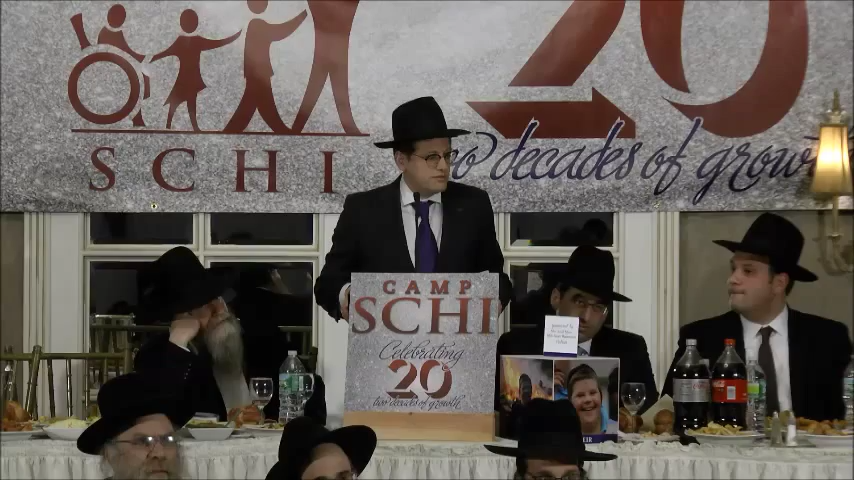 20
SCHI
two decades of growth
CAMP
SCHI
Celebrating
20
two decades of growth